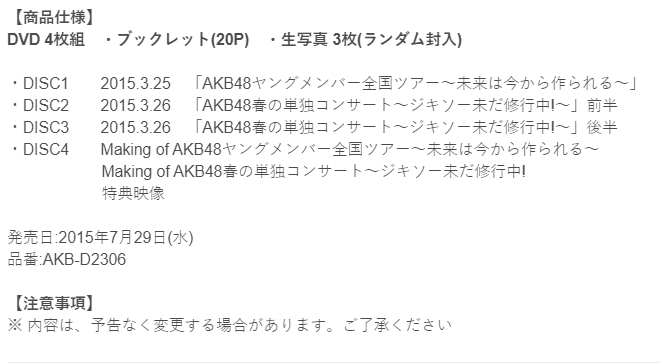 【商品仕様】
DVD 4枚組　・ブックレット(20P)　・生写真 3枚(ランダム封入)
・DISC1　2015.3.25　「AKB48ヤングメンバー全国ツアー～未来は今から作られる～」
・DISC2　2015.3.26　「AKB48春の単独コンサート～ジキソー未だ修行中!～」前半
・DISC3　2015.3.26　「AKB48春の単独コンサート～ジキソー未だ修行中!～」後半
・DISC4　Making of AKB48ヤングメンバー全国ツアー～未来は今から作られる～
Making of AKB48春の単独コンサート～ジキソー未だ修行中!
特典映像
発売日:2015年7月29日(水)
品番:AKB-D2306
【注意事項】
※ 内容は、予告なく変更する場合があります。ご了承ください